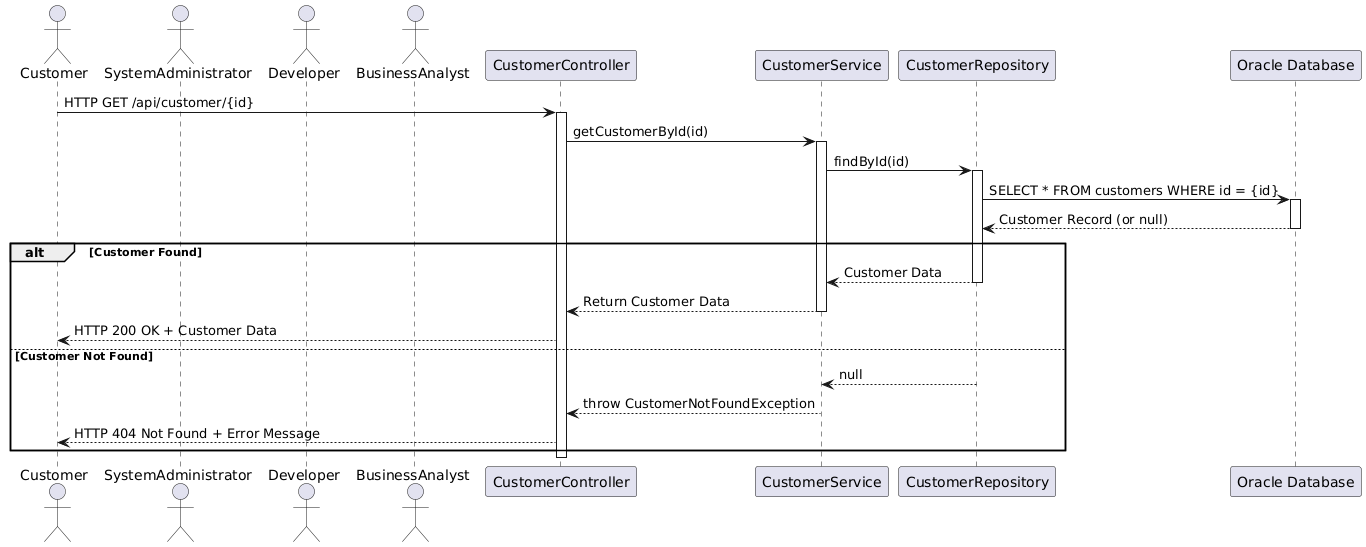 Customer
SystemAdministrator
Developer
BusinessAnalyst
CustomerController
CustomerService
CustomerRepository
Oracle Database
HTTP GET /api/customer/{id}
getCustomerById(id)
findById(id)
SELECT * FROM customers WHERE id = {id}
Customer Record (or null)
alt
[Customer Found]
Customer Data
Return Customer Data
HTTP 200 OK + Customer Data
[Customer Not Found]
null
throw CustomerNotFoundException
HTTP 404 Not Found + Error Message
Customer
SystemAdministrator
Developer
BusinessAnalyst
CustomerController
CustomerService
CustomerRepository
Oracle Database